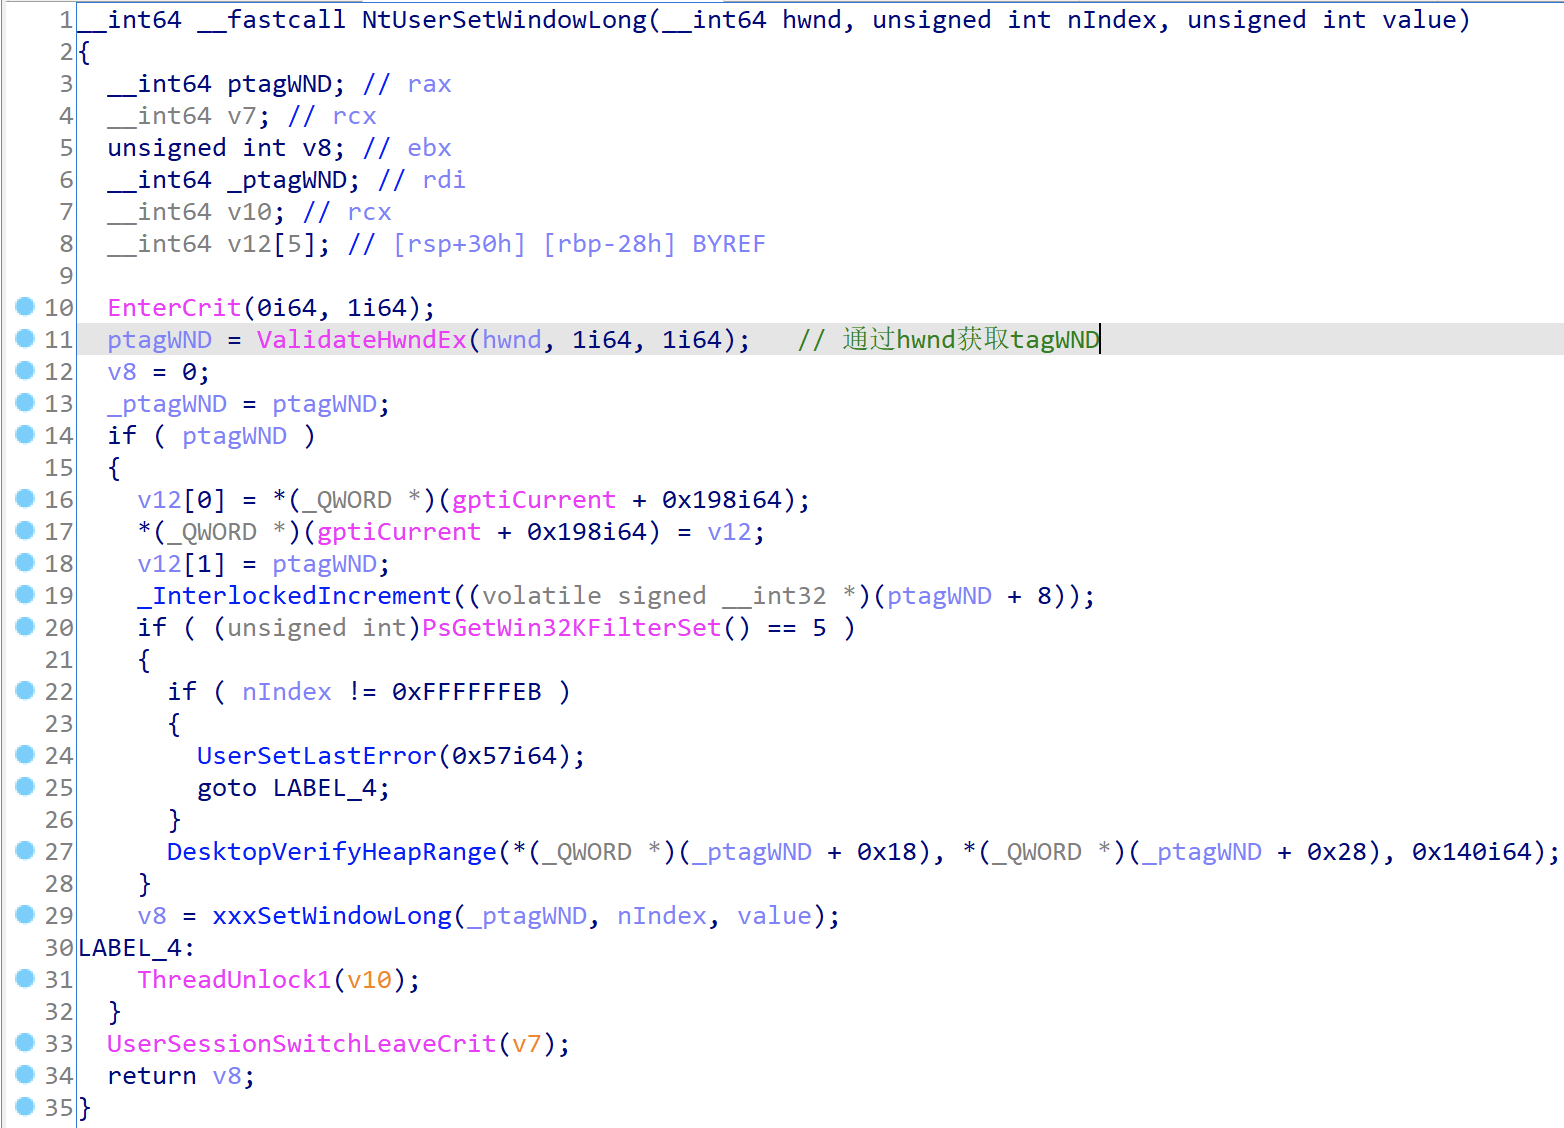 1 __int64 __fastcall NtUserSetWindowLong(__int64 hwnd, unsigned int nIndex, unsigned int value)
2 {
3   __int64 ptagWND; // rax
4   __int64 v7; // rcx
5   unsigned int v8; // ebx
6   __int64 _ptagWND; // rdi
7   __int64 v10; // rcx
8   __int64 v12[5]; // [rsp+30h] [rbp-28h] BYREF
9
10   EnterCrit(0i64, 1i64);
11   ptagWND = ValidateHwndEx(hwnd, 1i64, 1i64);   // 通过hwnd获取tagWND
12   v8 = 0;
13   _ptagWND = ptagWND;
14   if ( ptagWND )
15   {
16     v12[0] = *(_QWORD *)(gptiCurrent + 0x198i64);
17     *(_QWORD *)(gptiCurrent + 0x198i64) = v12;
18     v12[1] = ptagWND;
19     _InterlockedIncrement((volatile signed __int32 *)(ptagWND + 8));
20     if ( (unsigned int)PsGetWin32KFilterSet() == 5 )
21     {
22       if ( nIndex != 0xFFFFFFEB )
23       {
24         UserSetLastError(0x57i64);
25         goto LABEL_4;
26       }
27       DesktopVerifyHeapRange(*(_QWORD *)(_ptagWND + 0x18), *(_QWORD *)(_ptagWND + 0x28), 0x140i64);
28     }
29     v8 = xxxSetWindowLong(_ptagWND, nIndex, value);
30 LABEL_4:
31     ThreadUnlock1(v10);
32   }
33   UserSessionSwitchLeaveCrit(v7);
34   return v8;
35 }